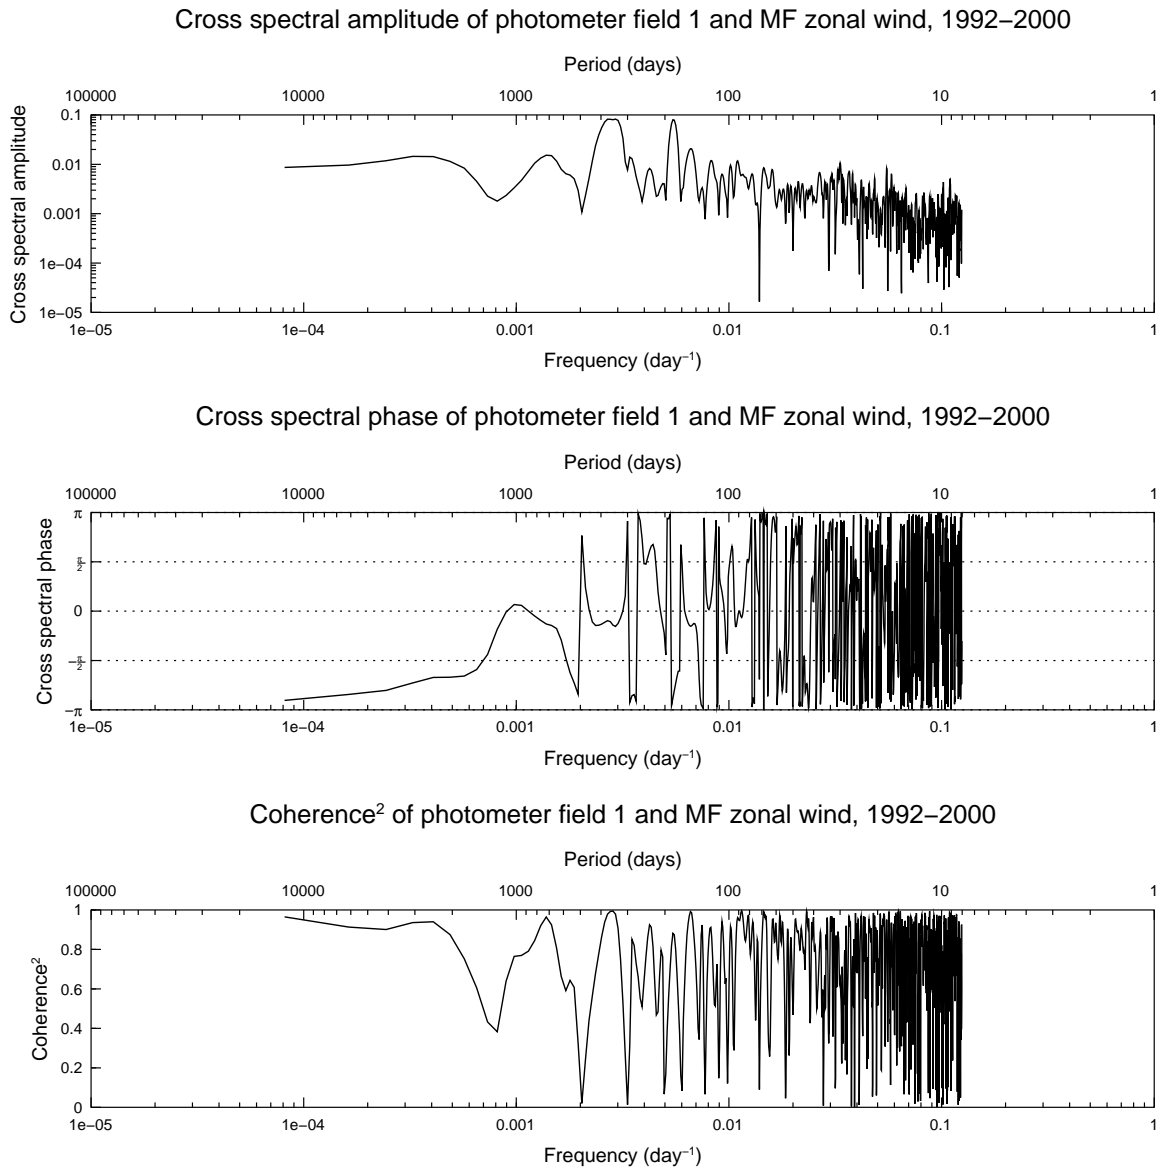 Cross spectral amplitude of photometer field 1 and MF zonal wind, 1992−2000
Period (days)
100000 10000 1000 100 10 1
Cross spectral amplitude
0.1
0.01
0.001
1e−04
1e−05
1e−05 1e−04 0.001 0.01 0.1 1
Frequency (day⁻¹)
Cross spectral phase of photometer field 1 and MF zonal wind, 1992−2000
Period (days)
100000 10000 1000 100 10 1
Cross spectral phase
π
π/2
0
−π/2
−π
1e−05 1e−04 0.001 0.01 0.1 1
Frequency (day⁻¹)
Coherence² of photometer field 1 and MF zonal wind, 1992−2000
Period (days)
100000 10000 1000 100 10 1
Coherence²
1
0.8
0.6
0.4
0.2
0
1e−05 1e−04 0.001 0.01 0.1 1
Frequency (day⁻¹)